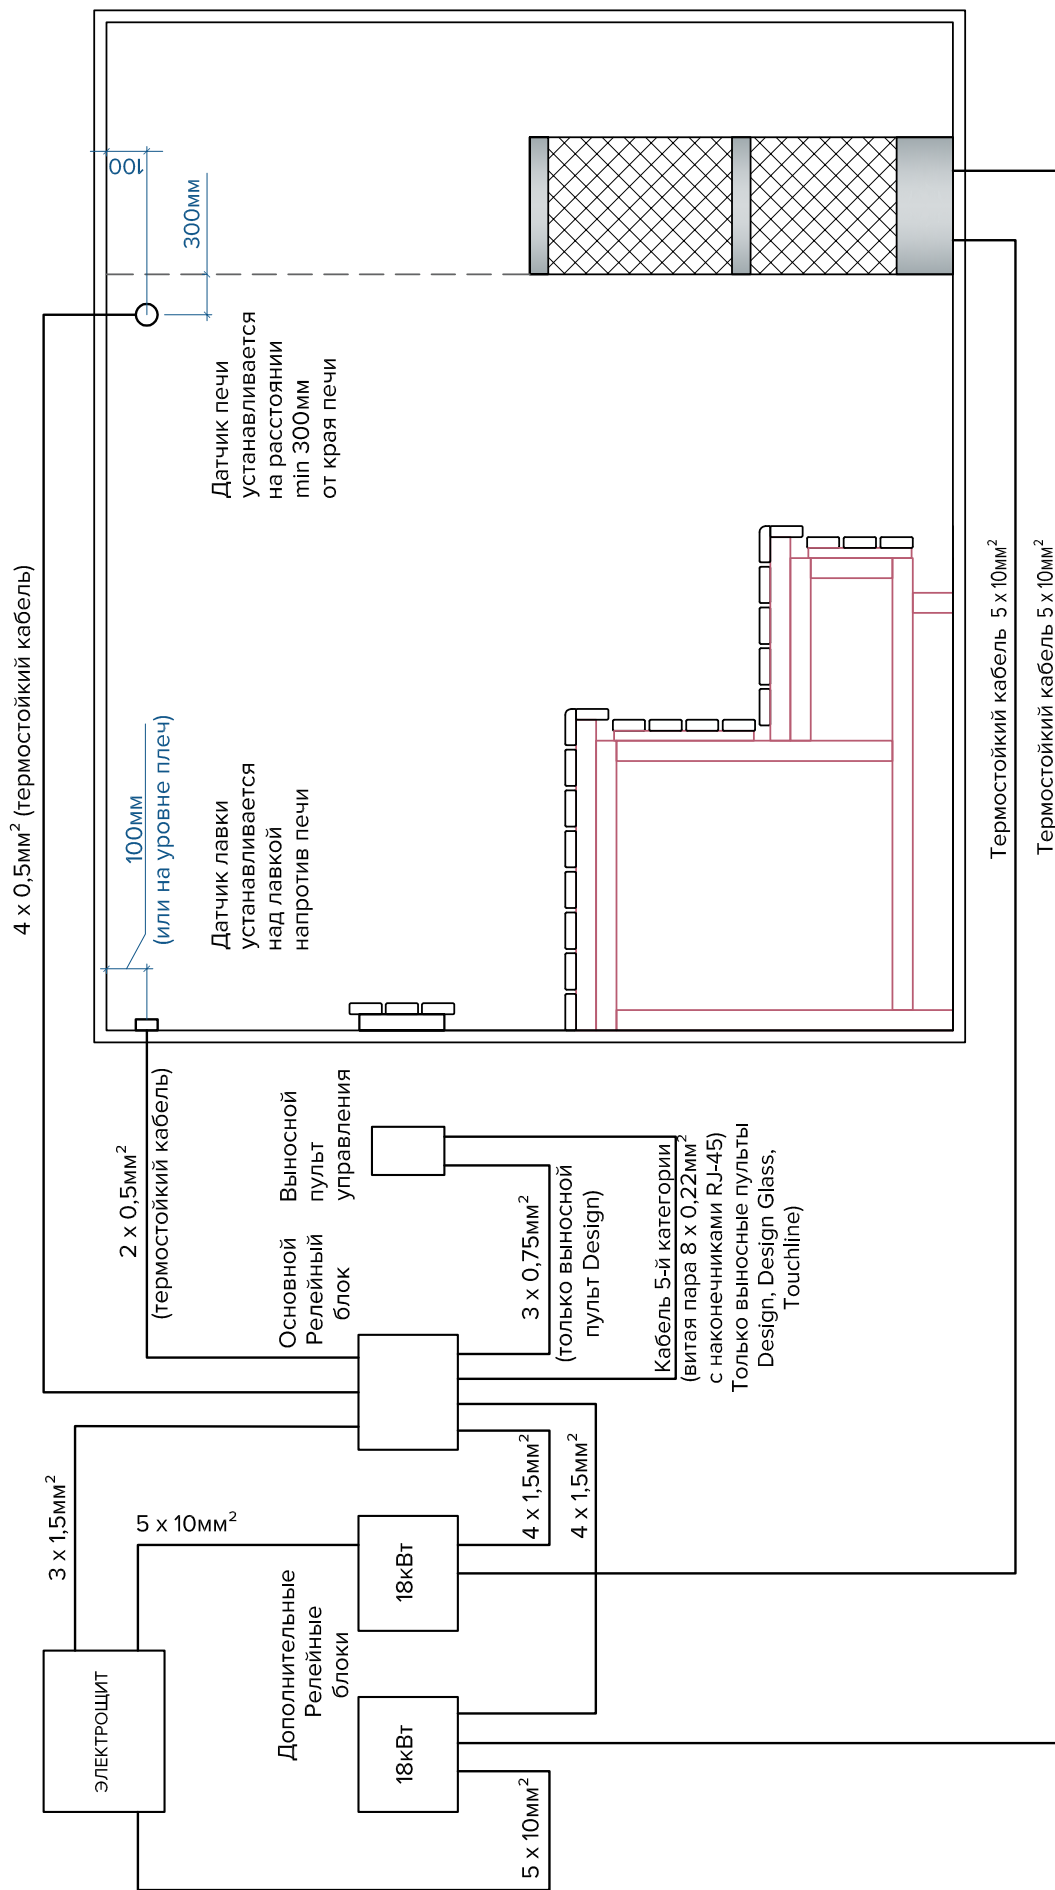 4 x 0,5мм² (термостойкий кабель)
100
300мм
Датчик печи
устанавливается
на расстоянии
min 300мм
от края печи
100мм
(или на уровне плеч)
Датчик лавки
устанавливается
над лавкой
напротив печи
2 x 0,5мм²
(термостойкий кабель)
Выносной
пульт
управления
Основной
Релейный
блок
3 x 0,75мм²
(только выносной
пульт Design)
Кабель 5-й категории
(витая пара 8 x 0,22мм²
с наконечниками RJ-45)
Только выносные пульты
Design, Design Glass,
Touchline)
Термостойкий кабель 5 x 10мм²
Термостойкий кабель 5 x 10мм²
3 x 1,5мм²
5 x 10мм²
4 x 1,5мм²
4 x 1,5мм²
18кВт
Дополнительные
Релейные
блоки
ЭЛЕКТРОЩИТ
18кВт
5 x 10мм²